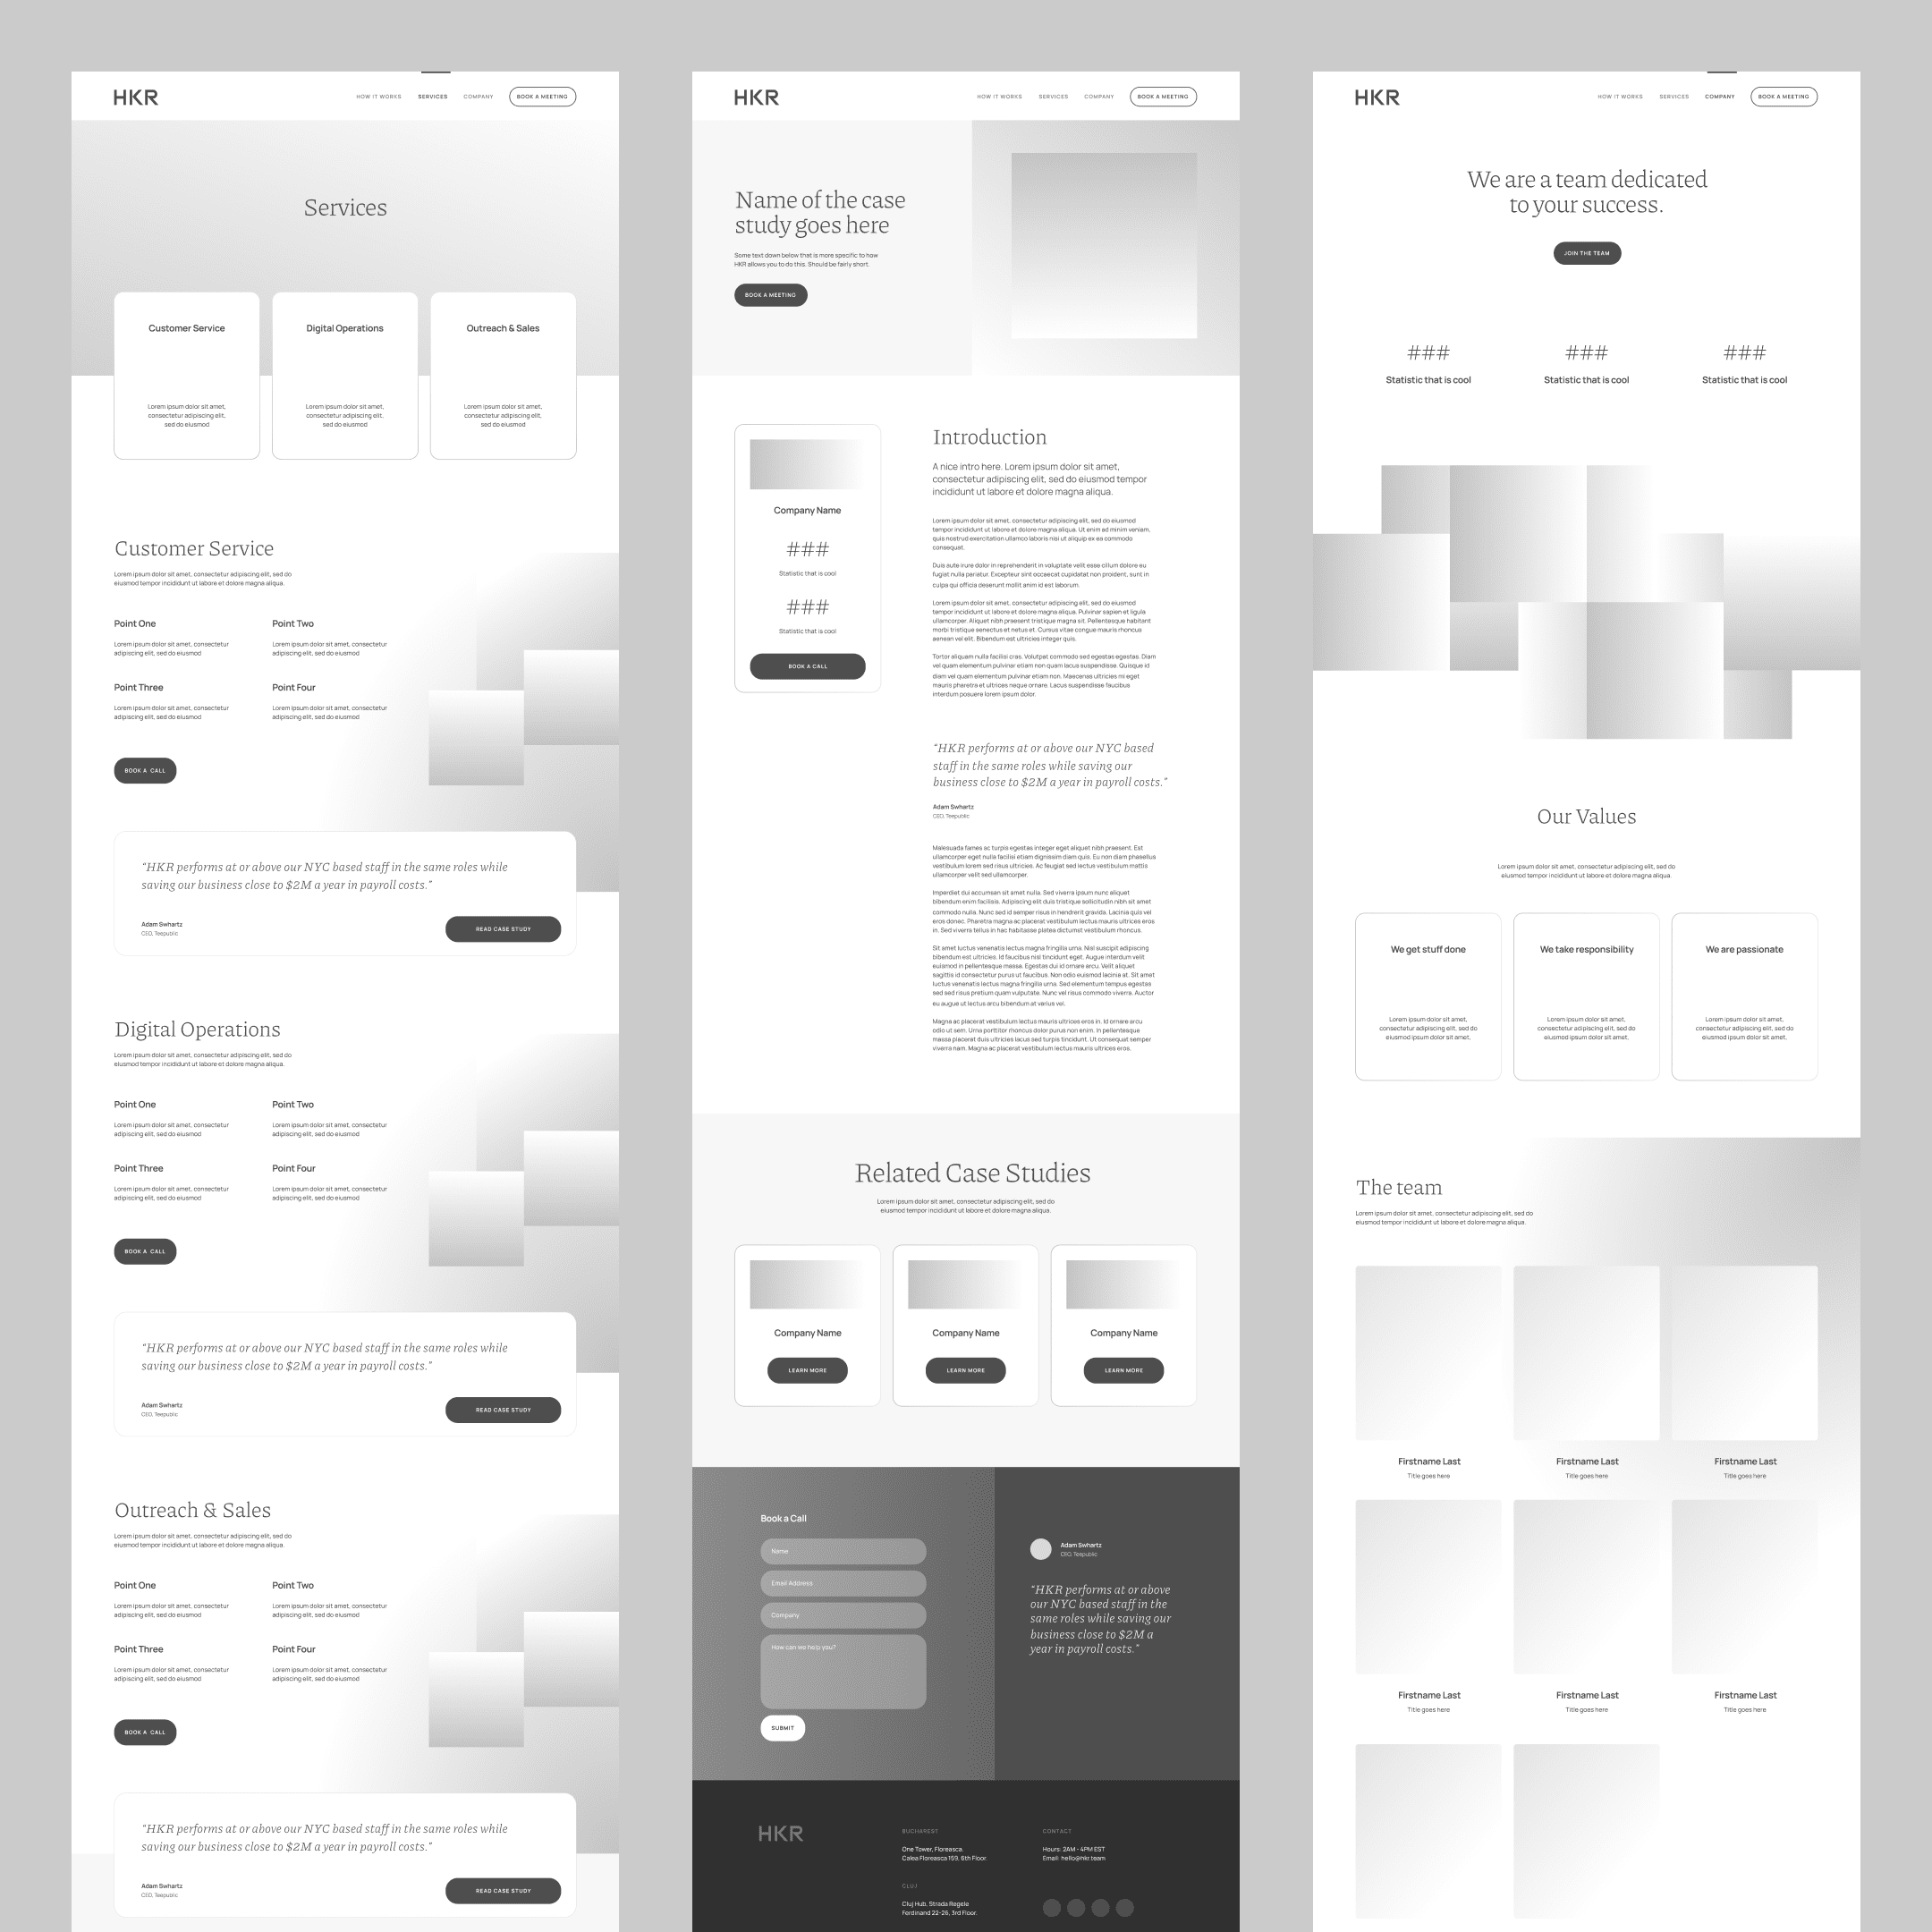 HKR
HOW IT WORKS
SERVICES
COMPANY
BOOK A MEETING
Services
Customer Service
Lorem ipsum dolor sit amet,
consectetur adipiscing elit,
sed do eiusmod
Digital Operations
Lorem ipsum dolor sit amet,
consectetur adipiscing elit,
sed do eiusmod
Outreach & Sales
Lorem ipsum dolor sit amet,
consectetur adipiscing elit,
sed do eiusmod
Customer Service
Lorem ipsum dolor sit amet, consectetur adipiscing elit, sed do
eiusmod tempor incididunt ut labore et dolore magna aliqua.
Point One
Lorem ipsum dolor sit amet, consectetur
adipiscing elit, sed do eiusmod
Point Two
Lorem ipsum dolor sit amet, consectetur
adipiscing elit, sed do eiusmod
Point Three
Lorem ipsum dolor sit amet, consectetur
adipiscing elit, sed do eiusmod
Point Four
Lorem ipsum dolor sit amet, consectetur
adipiscing elit, sed do eiusmod
BOOK A CALL
“HKR performs at or above our NYC based staff in the same roles while
saving our business close to $2M a year in payroll costs.”
Adam Swhartz
CEO, Teepublic
READ CASE STUDY
Digital Operations
Lorem ipsum dolor sit amet, consectetur adipiscing elit, sed do
eiusmod tempor incididunt ut labore et dolore magna aliqua.
Point One
Lorem ipsum dolor sit amet, consectetur
adipiscing elit, sed do eiusmod
Point Two
Lorem ipsum dolor sit amet, consectetur
adipiscing elit, sed do eiusmod
Point Three
Lorem ipsum dolor sit amet, consectetur
adipiscing elit, sed do eiusmod
Point Four
Lorem ipsum dolor sit amet, consectetur
adipiscing elit, sed do eiusmod
BOOK A CALL
“HKR performs at or above our NYC based staff in the same roles while
saving our business close to $2M a year in payroll costs.”
Adam Swhartz
CEO, Teepublic
READ CASE STUDY
Outreach & Sales
Lorem ipsum dolor sit amet, consectetur adipiscing elit, sed do
eiusmod tempor incididunt ut labore et dolore magna aliqua.
Point One
Lorem ipsum dolor sit amet, consectetur
adipiscing elit, sed do eiusmod
Point Two
Lorem ipsum dolor sit amet, consectetur
adipiscing elit, sed do eiusmod
Point Three
Lorem ipsum dolor sit amet, consectetur
adipiscing elit, sed do eiusmod
Point Four
Lorem ipsum dolor sit amet, consectetur
adipiscing elit, sed do eiusmod
BOOK A CALL
“HKR performs at or above our NYC based staff in the same roles while
saving our business close to $2M a year in payroll costs.”
Adam Swhartz
CEO, Teepublic
READ CASE STUDY
HKR
HOW IT WORKS
SERVICES
COMPANY
BOOK A MEETING
Name of the case
study goes here
Some text down below that is more specific to how
HKR allows you to do this. Should be fairly short.
BOOK A MEETING
Company Name
###
Statistic that is cool
###
Statistic that is cool
BOOK A CALL
Introduction
A nice intro here. Lorem ipsum dolor sit amet,
consectetur adipiscing elit, sed do eiusmod tempor
incididunt ut labore et dolore magna aliqua.
Lorem ipsum dolor sit amet, consectetur adipiscing elit, sed do eiusmod
tempor incididunt ut labore et dolore magna aliqua. Ut enim ad minim veniam,
quis nostrud exercitation ullamco laboris nisi ut aliquip ex ea commodo
consequat.
Duis aute irure dolor in reprehenderit in voluptate velit esse cillum dolore eu
fugiat nulla pariatur. Excepteur sint occaecat cupidatat non proident, sunt in
culpa qui officia deserunt mollit anim id est laborum.
Lorem ipsum dolor sit amet, consectetur adipiscing elit, sed do eiusmod
tempor incididunt ut labore et dolore magna aliqua. Pulvinar sapien et ligula
ullamcorper. Aliquet nibh praesent tristique magna sit. Pellentesque habitant
morbi tristique senectus et netus et. Cursus vitae congue mauris rhoncus
aenean vel elit. Bibendum est ultricies integer quis.
Tortor aliquam nulla facilisi cras. Volutpat commodo sed egestas egestas. Diam
vel quam elementum pulvinar etiam non quam lacus suspendisse. Quisque id
diam vel quam elementum pulvinar etiam non. Maecenas ultricies mi eget
mauris pharetra et ultrices neque ornare. Lacus suspendisse faucibus
interdum posuere lorem ipsum dolor.
“HKR performs at or above our NYC based
staff in the same roles while saving our
business close to $2M a year in payroll costs.”
Adam Swhartz
CEO, Teepublic
Malesuada fames ac turpis egestas integer eget aliquet nibh praesent. Est
ullamcorper eget nulla facilisi etiam dignissim diam quis. Eu non diam phasellus
vestibulum lorem sed risus ultricies. Ac feugiat sed lectus vestibulum mattis
ullamcorper velit sed ullamcorper.
Imperdiet dui accumsan sit amet nulla. Sed viverra ipsum nunc aliquet
bibendum enim facilisis. Adipiscing elit duis tristique sollicitudin nibh sit amet
commodo nulla. Nunc sed id semper risus in hendrerit gravida. Lacinia quis vel
eros donec. Pharetra magna ac placerat vestibulum lectus mauris ultrices eros
in. Sed viverra tellus in hac habitasse platea dictumst vestibulum rhoncus.
Sit amet luctus venenatis lectus magna fringilla urna. Nisl suscipit adipiscing
bibendum est ultricies. Id faucibus nisl tincidunt eget. Augue interdum velit
euismod in pellentesque massa. Egestas dui id ornare arcu. Velit aliquet
sagittis id consectetur purus ut faucibus. Non odio euismod lacinia at. Sit amet
luctus venenatis lectus magna fringilla urna. Sed elementum tempus egestas
sed sed risus pretium quam vulputate. Nunc vel risus commodo viverra. Auctor
eu augue ut lectus arcu bibendum at varius vel.
Magna ac placerat vestibulum lectus mauris ultrices eros in. Id ornare arcu
odio ut sem. Urna porttitor rhoncus dolor purus non enim. In pellentesque
massa placerat duis ultricies lacus sed turpis tincidunt. Ut consequat semper
viverra nam. Magna ac placerat vestibulum lectus mauris ultrices eros.
Related Case Studies
Lorem ipsum dolor sit amet, consectetur adipiscing elit, sed do
eiusmod tempor incididunt ut labore et dolore magna aliqua.
Company Name
LEARN MORE
Company Name
LEARN MORE
Company Name
LEARN MORE
Book a Call
Name
Email Address
Company
How can we help you?
SUBMIT
Adam Swhartz
CEO, Teepublic
“HKR performs at or above
our NYC based staff in the
same roles while saving our
business close to $2M a
year in payroll costs.”
HKR
BUCHAREST
One Tower, Floreasca.
Calea Floreasca 159, 6th Floor.
CLUJ
Cluj Hub. Strada Regele
Ferdinand 22-26, 3rd Floor.
CONTACT
Hours: 2AM - 4PM EST
Email: hello@hkr.team
HKR
HOW IT WORKS
SERVICES
COMPANY
BOOK A MEETING
We are a team dedicated
to your success.
JOIN THE TEAM
###
Statistic that is cool
###
Statistic that is cool
###
Statistic that is cool
Our Values
Lorem ipsum dolor sit amet, consectetur adipiscing elit, sed do
eiusmod tempor incididunt ut labore et dolore magna aliqua.
We get stuff done
Lorem ipsum dolor sit amet,
consectetur adipiscing elit, sed do
eiusmod ipsum dolor sit amet,
We take responsibility
Lorem ipsum dolor sit amet,
consectetur adipiscing elit, sed do
eiusmod ipsum dolor sit amet,
We are passionate
Lorem ipsum dolor sit amet,
consectetur adipiscing elit, sed do
eiusmod ipsum dolor sit amet,
The team
Lorem ipsum dolor sit amet, consectetur adipiscing elit, sed do
eiusmod tempor incididunt ut labore et dolore magna aliqua.
Firstname Last
Title goes here
Firstname Last
Title goes here
Firstname Last
Title goes here
Firstname Last
Title goes here
Firstname Last
Title goes here
Firstname Last
Title goes here